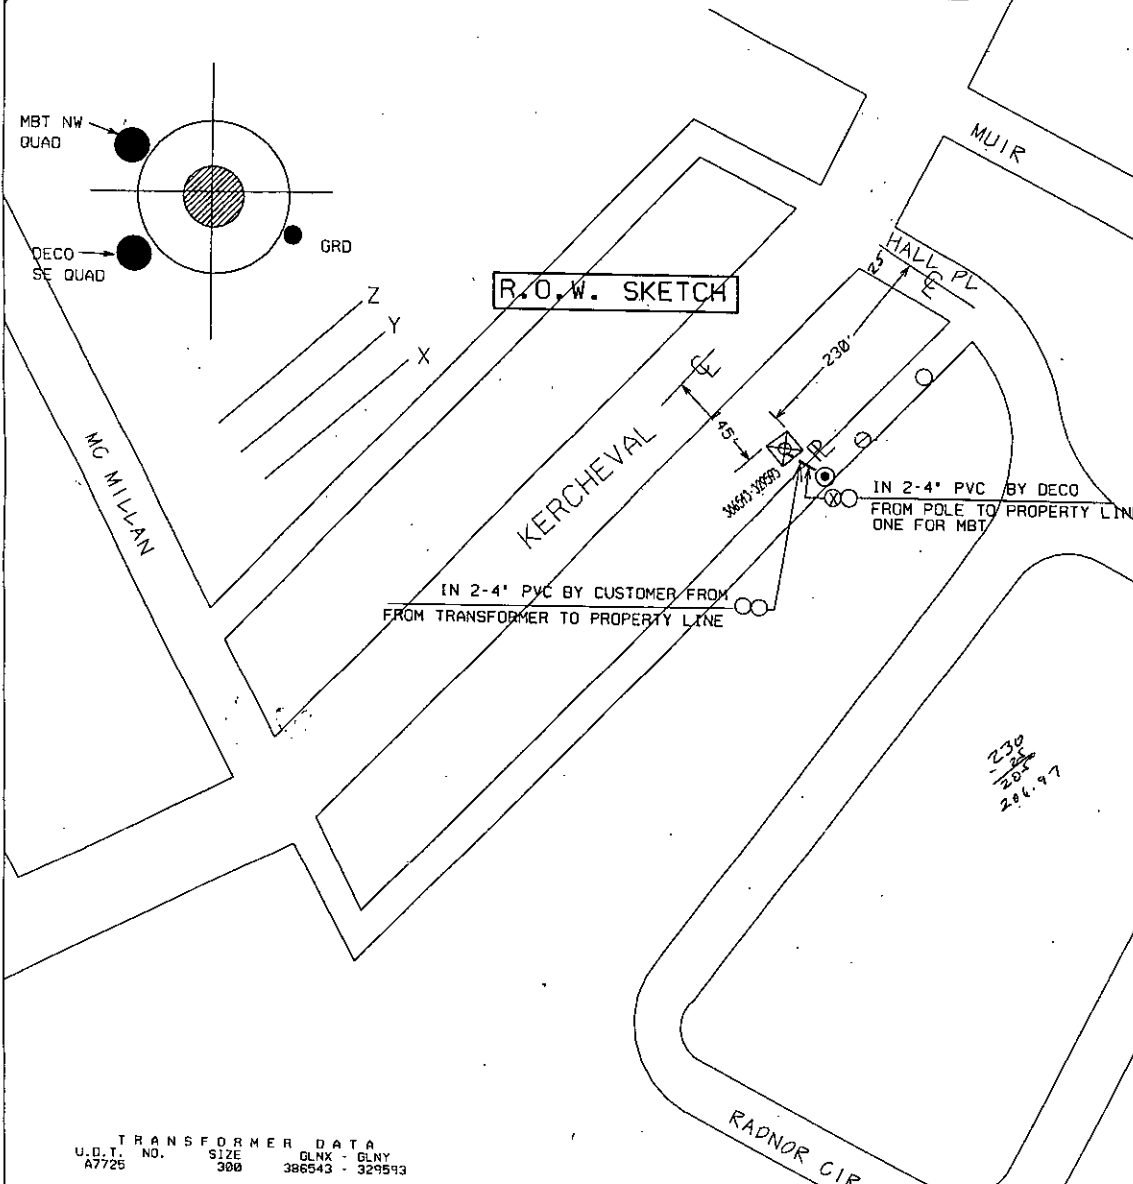 MUIR
MBT NW
QUAD
HALL PL
DECO
SE QUAD
GRD
25'
R.O.W. SKETCH
Z
Y
X
230'
45'
MC MILLAN
KERCHEVAL
386543-329593
IN 2-4" PVC BY DECO
FROM POLE TO PROPERTY LINE
ONE FOR MBT
IN 2-4" PVC BY CUSTOMER FROM
FROM TRANSFORMER TO PROPERTY LINE
230
- 25
205
RADNOR CIR
TRANSFORMER DATA
U.D.T. NO. SIZE GLNX - GLNY
A7725 300 386543 - 329593